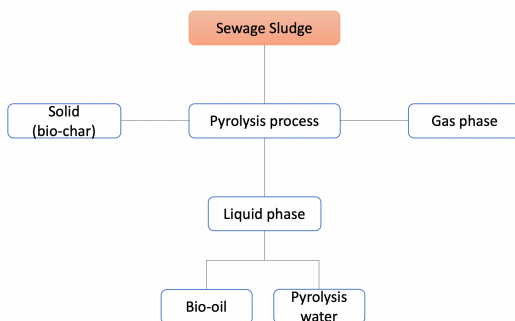 Sewage Sludge
Solid
(bio-char)
Pyrolysis process
Gas phase
Liquid phase
Bio-oil
Pyrolysis
water